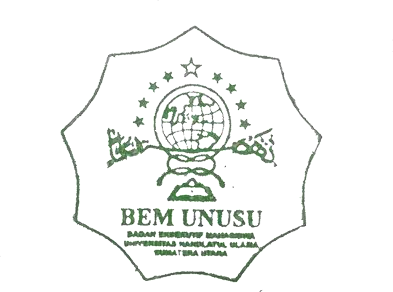 BEM UNUSU
BADAN EKSEKUTIF MAHASISWA
UNIVERSITAS NAHDLATUL ULAMA
SUMATERA UTARA